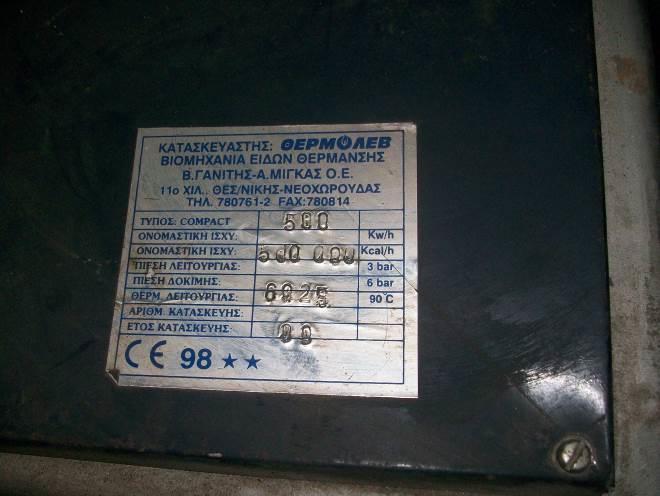 ΚΑΤΑΣΚΕΥΑΣΤΗΣ: ΘΕΡΜΟΛΕΒ
ΒΙΟΜΗΧΑΝΙΑ ΕΙΔΩΝ ΘΕΡΜΑΝΣΗΣ
Β.ΓΑΝΙΤΗΣ-Α.ΜΙΓΚΑΣ Ο.Ε.
11ο ΧΙΛ.. ΘΕΣ/ΝΙΚΗΣ-ΝΕΟΧΩΡΟΥΔΑΣ
ΤΗΛ. 780761-2 FAX:780814
ΤΥΠΟΣ: COMPACT 500
ΟΝΟΜΑΣΤΙΚΗ ΙΣΧΥ: Kw/h
ΟΝΟΜΑΣΤΙΚΗ ΙΣΧΥ: 500 000 Kcal/h
ΠΙΕΣΗ ΛΕΙΤΟΥΡΓΙΑΣ: 3 bar
ΠΙΕΣΗ ΔΟΚΙΜΗΣ: 6 bar
ΘΕΡΜ. ΛΕΙΤΟΥΡΓΙΑΣ: 6025 90 C
ΑΡΙΘΜ. ΚΑΤΑΣΚΕΥΗΣ:
ΕΤΟΣ ΚΑΤΑΣΚΕΥΗΣ:
CE 98 ★★